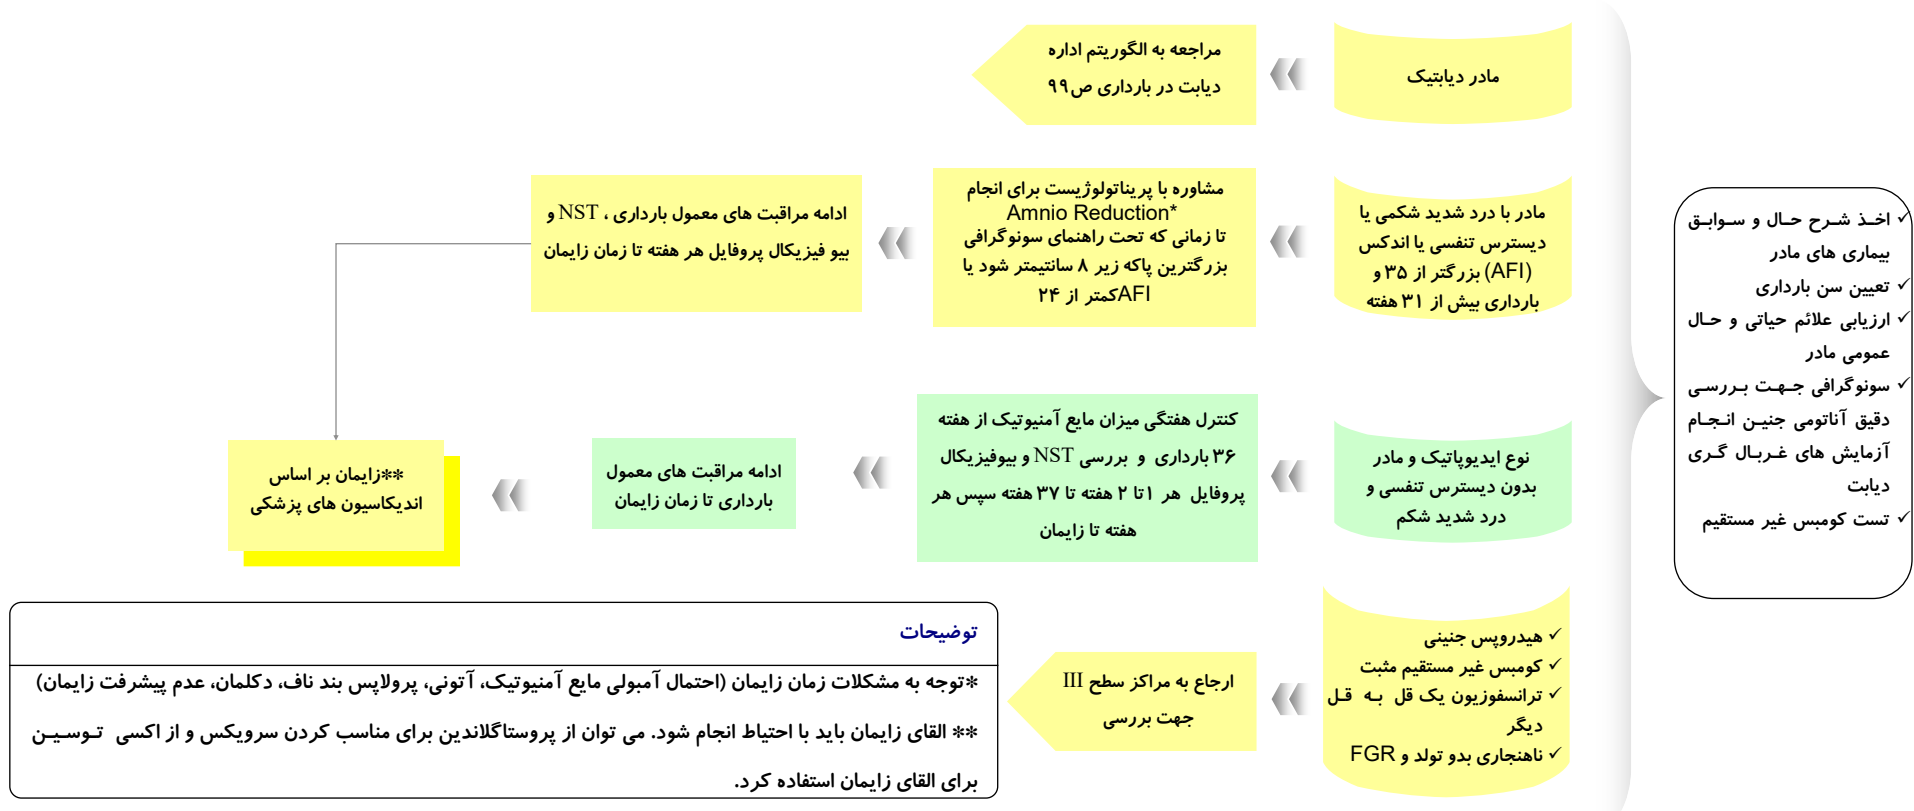 اخذ شرح حال و سوابق
بیماری های مادر
تعیین سن بارداری
ارزیابی علائم حیاتی و حال
عمومی مادر
سونوگرافی جهت بررسی
دقیق آناتومی جنین انجام
آزمایش های غربال گری
دیابت
تست کومبس غیر مستقیم
مادر دیابتیک
مراجعه به الگوریتم اداره
دیابت در بارداری ص۹۹
مادر با درد شدید شکمی یا
دیسترس تنفسی یا اندکس
(AFI) بزرگتر از ۳۵ و
بارداری بیش از ۳۱ هفته
مشاوره با پریناتولوژیست برای انجام
Amnio Reduction*
تا زمانی که تحت راهنمای سونوگرافی
بزرگترین پاکه زیر ۸ سانتیمتر شود یا
AFIکمتر از ۲۴
ادامه مراقبت های معمول بارداری ، NST و
بیو فیزیکال پروفایل هر هفته تا زمان زایمان
نوع ایدیوپاتیک و مادر
بدون دیسترس تنفسی و
درد شدید شکم
کنترل هفتگی میزان مایع آمنیوتیک از هفته
۳۶ بارداری و بررسی NST و بیوفیزیکال
پروفایل هر ۱تا ۲ هفته تا ۳۷ هفته سپس هر
هفته تا زایمان
ادامه مراقبت های معمول
بارداری تا زمان زایمان
**زایمان بر اساس
اندیکاسیون های پزشکی
هیدروپس جنینی
کومبس غیر مستقیم مثبت
ترانسفوزیون یک قل به قل
دیگر
ناهنجاری بدو تولد و FGR
ارجاع به مراکز سطح III
جهت بررسی
توضیحات
*توجه به مشکلات زمان زایمان (احتمال آمبولی مایع آمنیوتیک، آتونی، پرولاپس بند ناف، دکلمان، عدم پیشرفت زایمان)
** القای زایمان باید با احتیاط انجام شود. می توان از پروستاگلاندین برای مناسب کردن سرویکس و از اکسی توسین
برای القای زایمان استفاده کرد.